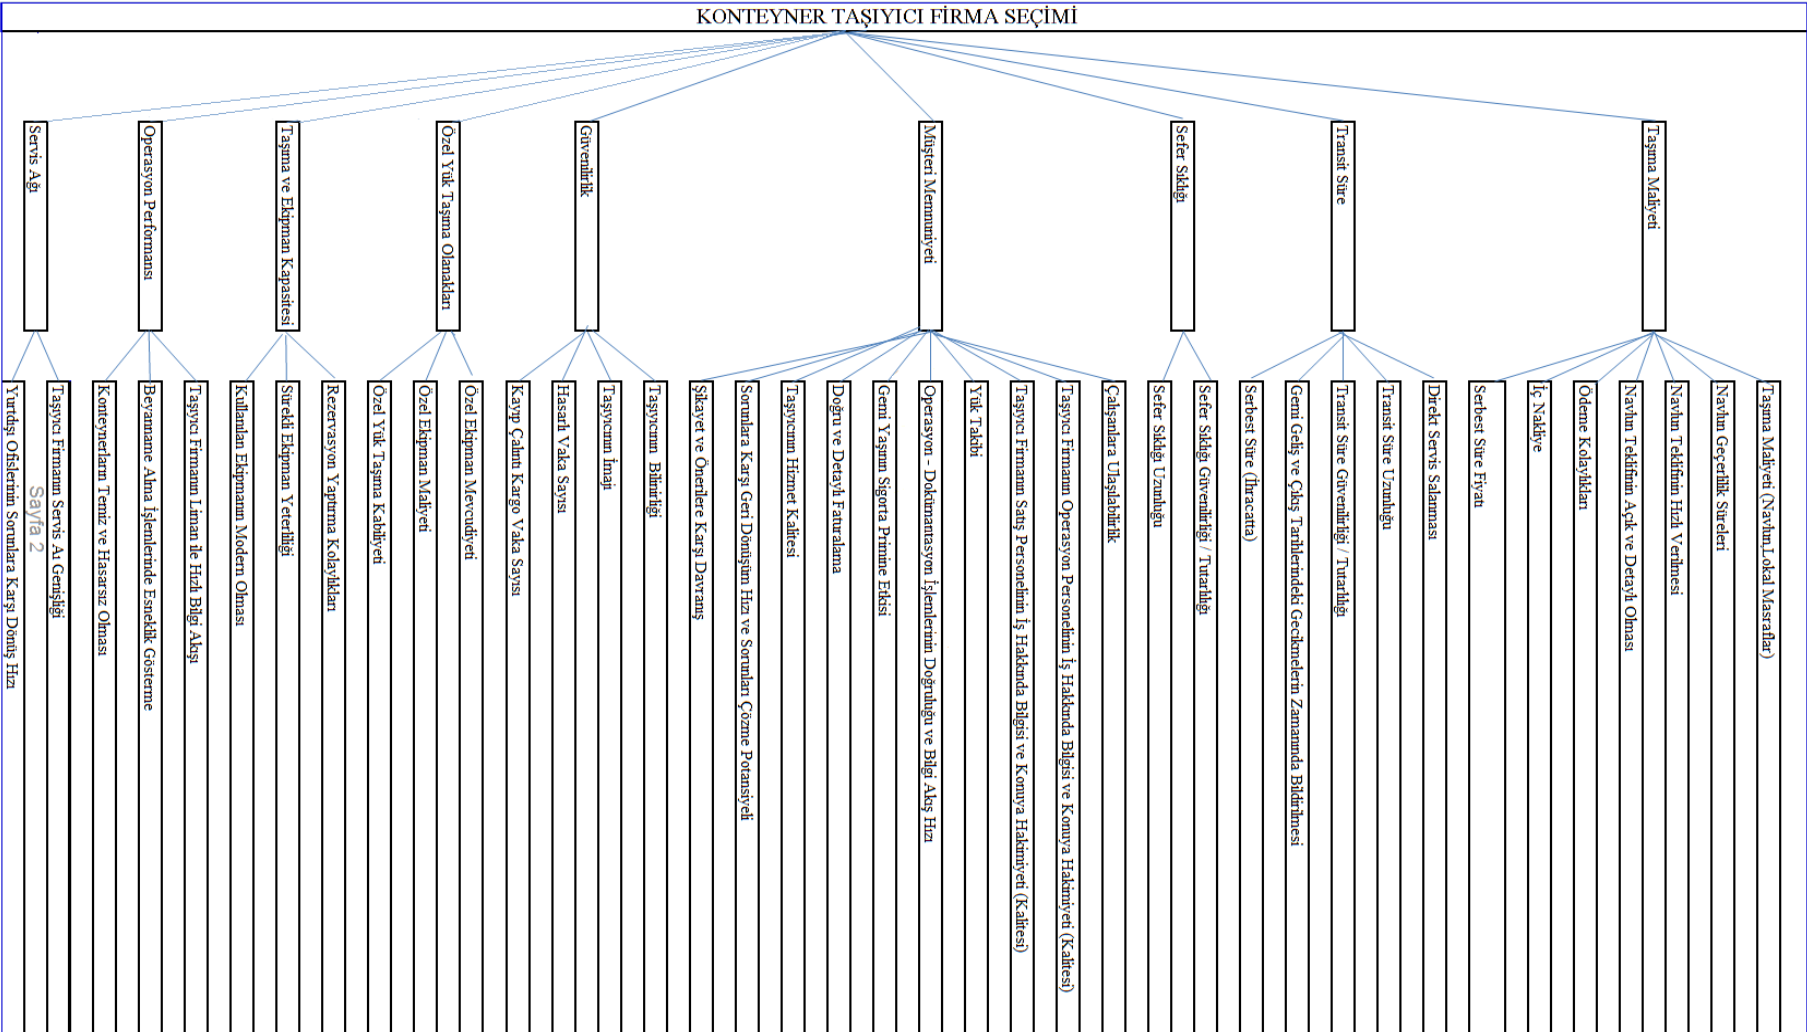 KONTEYNER TAŞIYICI FİRMA SEÇİMİ
Servis Ağı
Operasyon Performansı
Taşıma ve Ekipman Kapasitesi
Özel Yük Taşıma Olanakları
Güvenilirlik
Müşteri Memnuniyeti
Sefer Sıklığı
Transit Süre
Taşıma Maliyeti
Yurtdışı Ofislerinin Sorunlara Karşı Dönüş Hızı
Taşıyıcı Firmanın Servis Aı Genişliği
Konteynerların Temiz ve Hasarsız Olması
Beyanname Alma İşlemlerinde Esneklik Gösterme
Taşıyıcı Firmanın Liman ile Hızlı Bilgi Akışı
Kullanılan Ekipmanın Modern Olması
Sürekli Ekipman Yeterliliği
Rezervasyon Yaptırma Kolaylıkları
Özel Yük Taşıma Kabiliyeti
Özel Ekipman Maliyeti
Özel Ekipman Mevcudiyeti
Kayıp Çalıntı Kargo Vaka Sayısı
Hasarlı Vaka Sayısı
Taşıyıcının İmajı
Taşıyıcının Bilinirliği
Şikayet ve Önerilere Karşı Davranış
Sorunlara Karşı Geri Dönüşüm Hızı ve Sorunları Çözme Potansiyeli
Taşıyıcının Hizmet Kalitesi
Doğru ve Detaylı Faturalama
Gemi Yaşının Sigorta Primine Etkisi
Operasyon - Dokümantasyon İşlemlerinin Doğruluğu ve Bilgi Akış Hızı
Yük Takibi
Taşıyıcı Firmanın Satış Personelinin İş Hakkında Bilgisi ve Konuya Hakimiyeti (Kalitesi)
Taşıyıcı Firmanın Operasyon Personelinin İş Hakkında Bilgisi ve Konuya Hakimiyeti (Kalitesi)
Çalışanlara Ulaşılabilirlik
Sefer Sıklığı Uzunluğu
Sefer Sıklığı Güvenilirliği / Tutarlılığı
Serbest Süre (İhracatta)
Gemi Geliş ve Çıkış Tarihlerindeki Gecikmelerin Zamanında Bildirilmesi
Transit Süre Güvenilirliği / Tutarlılığı
Transit Süre Uzunluğu
Direkt Servis Salanması
Serbest Süre Fiyatı
İç Nakliye
Ödeme Kolaylıkları
Navlun Teklifinin Açık ve Detaylı Olması
Navlun Teklifinin Hızlı Verilmesi
Navlun Geçerlilik Süreleri
Taşıma Maliyeti (Navlun,Lokal Masraflar)
Sayfa 2